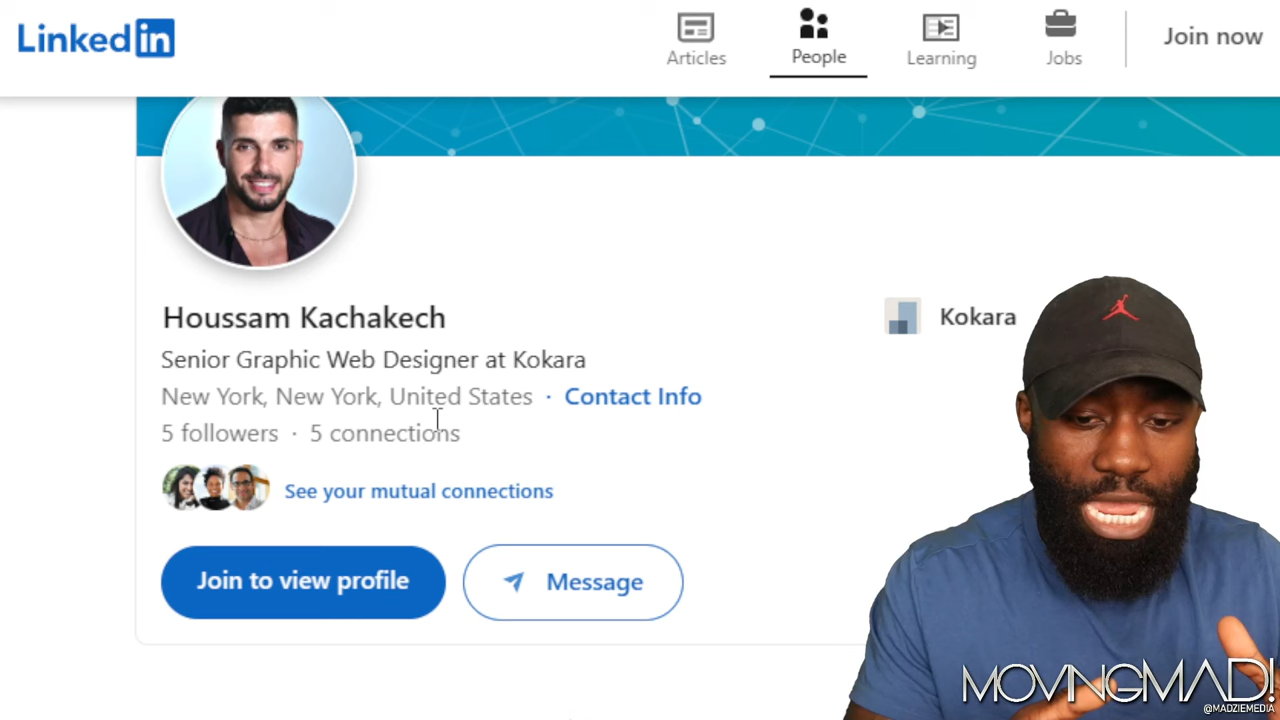 LinkedIn
Articles
People
Learning
Jobs
Join now
Houssam Kachakech
Kokara
Senior Graphic Web Designer at Kokara
New York, New York, United States · Contact Info
5 followers · 5 connections
See your mutual connections
Join to view profile
Message
MOVINGMAD!
@MADZIEMEDIA